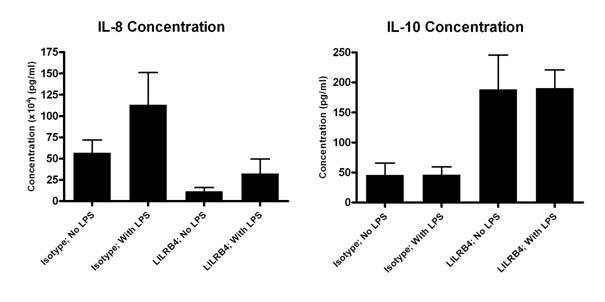 IL-8 Concentration
Concentration (x10⁴) (pg/ml)
175
150
125
100
75
50
25
0
Isotype; No LPS
Isotype; With LPS
LILRB4; No LPS
LILRB4; With LPS
IL-10 Concentration
Concentration (pg/ml)
250
200
150
100
50
0
Isotype; No LPS
Isotype; With LPS
LILRB4; No LPS
LILRB4; With LPS